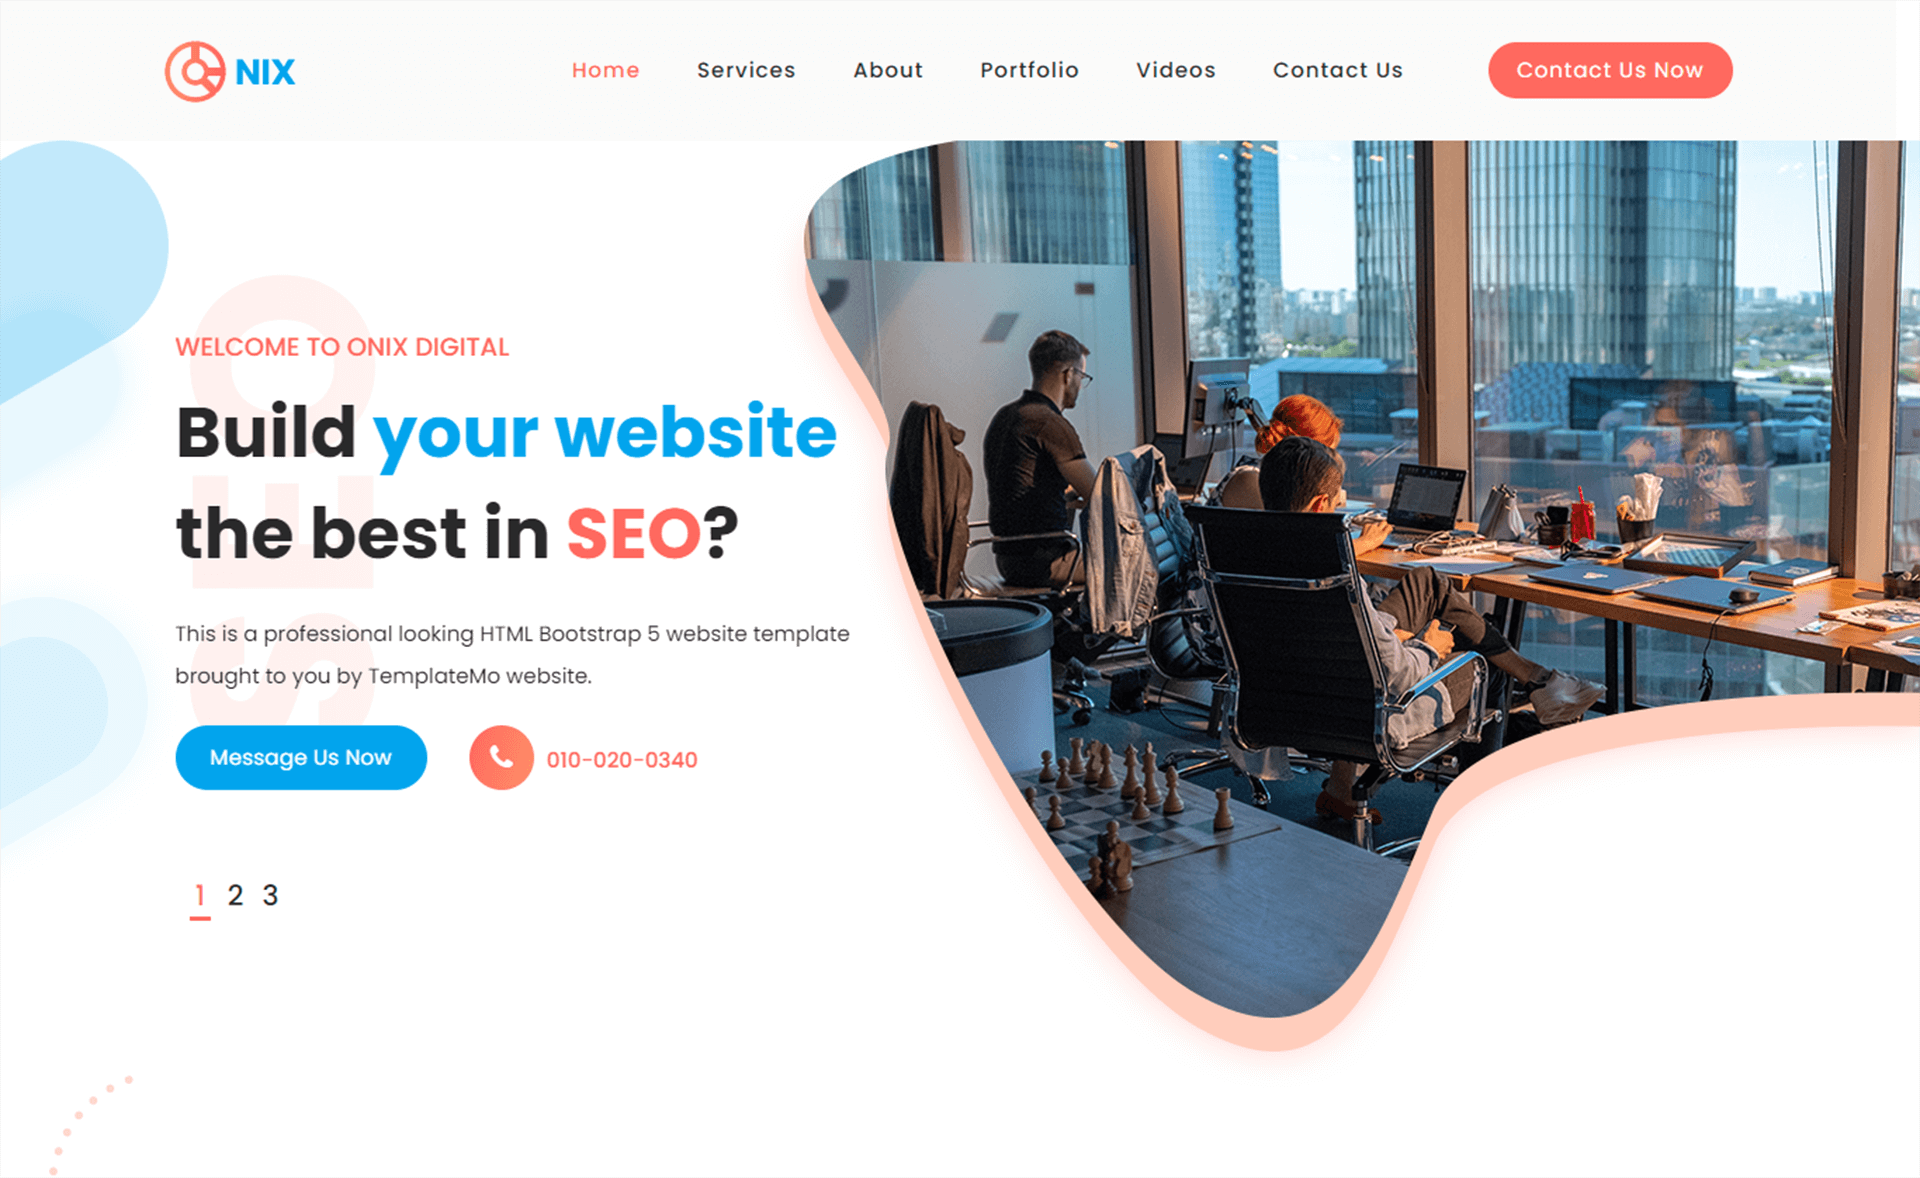 NIX
Home Services About Portfolio Videos Contact Us Contact Us Now
SEO
WELCOME TO ONIX DIGITAL
Build your website
the best in SEO?
This is a professional looking HTML Bootstrap 5 website template
brought to you by TemplateMo website.
Message Us Now 010-020-0340
1 2 3